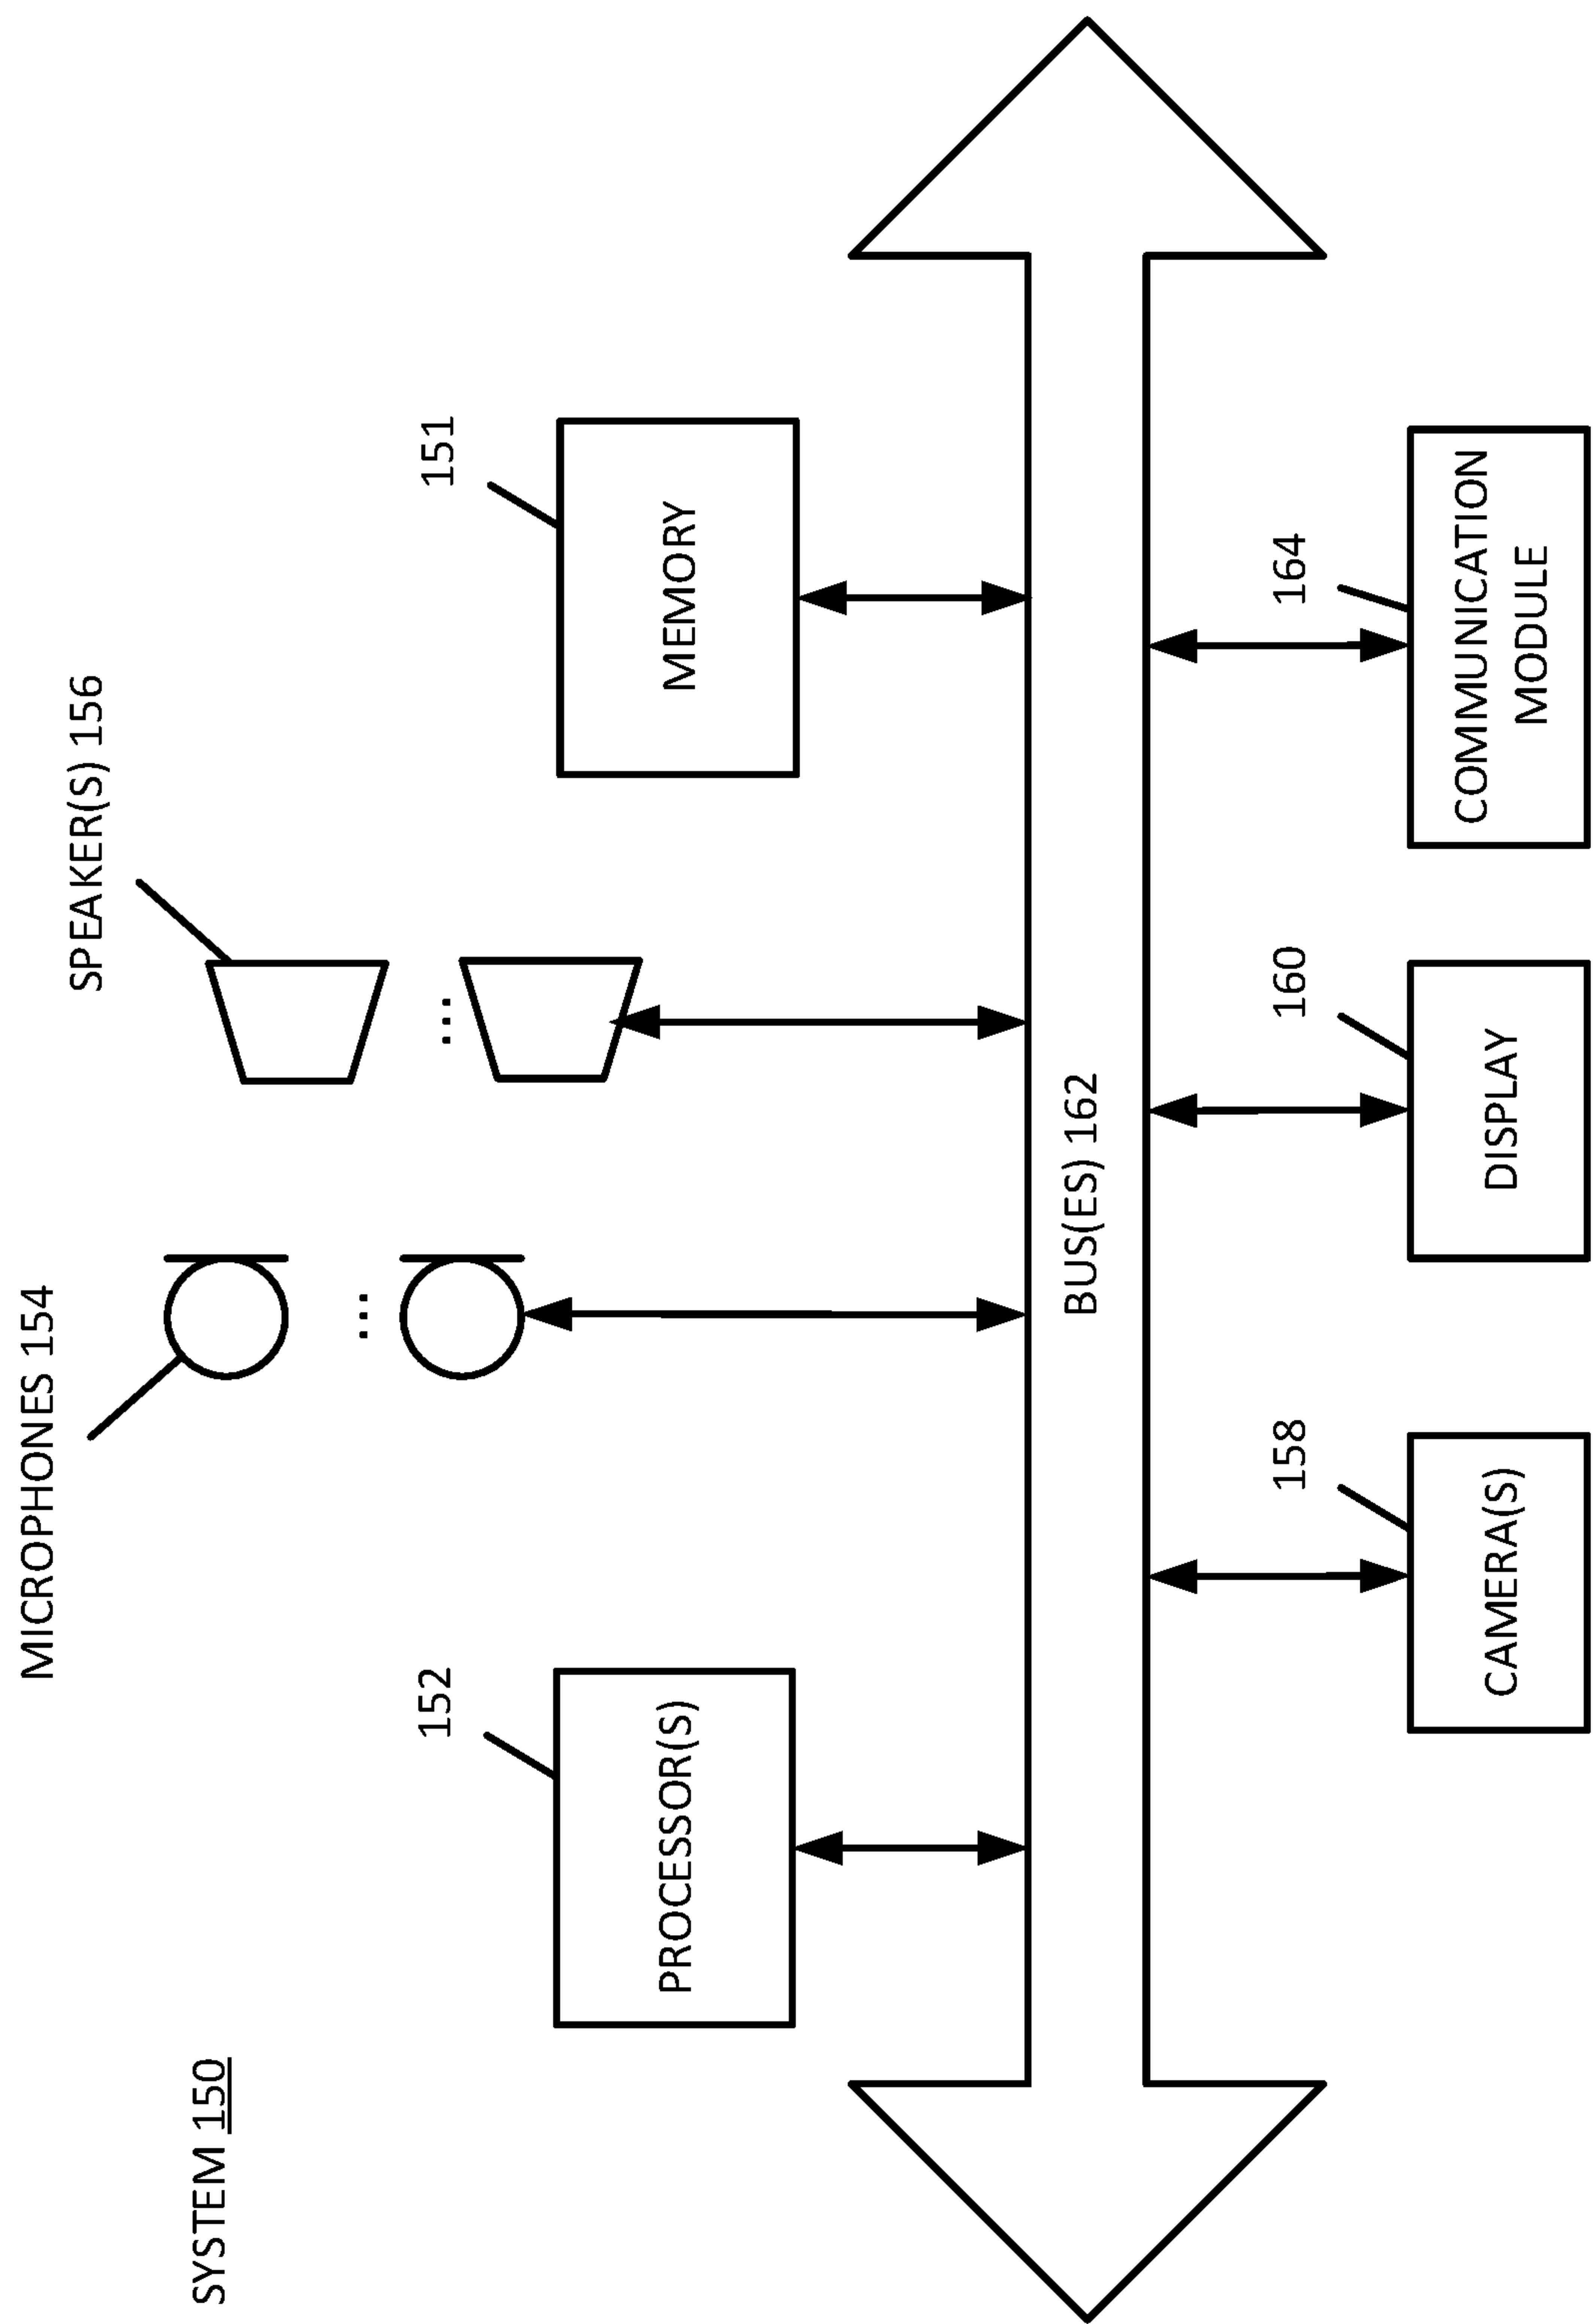 SYSTEM 150
MICROPHONES 154
SPEAKER(S) 156
152
151
PROCESSOR(S)
MEMORY
BUS(ES) 162
158
160
164
CAMERA(S)
DISPLAY
COMMUNICATION
MODULE